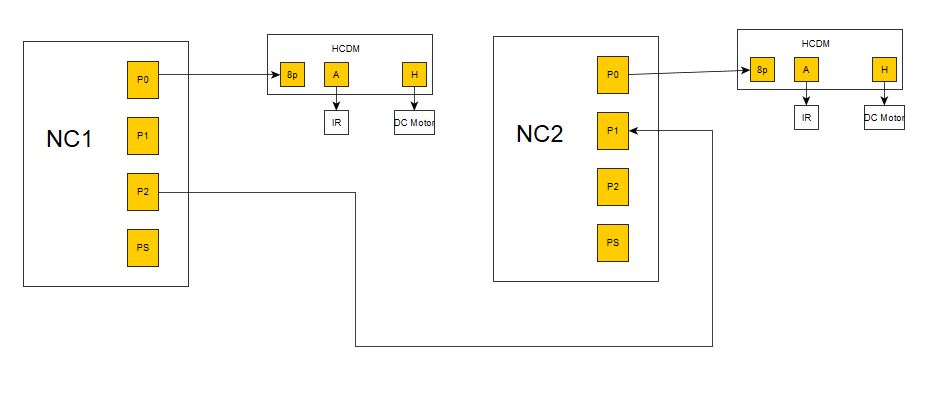 NC1
P0
P1
P2
PS
HCDM
8p
A
H
IR
DC Motor
NC2
P0
P1
P2
PS
HCDM
8p
A
H
IR
DC Motor